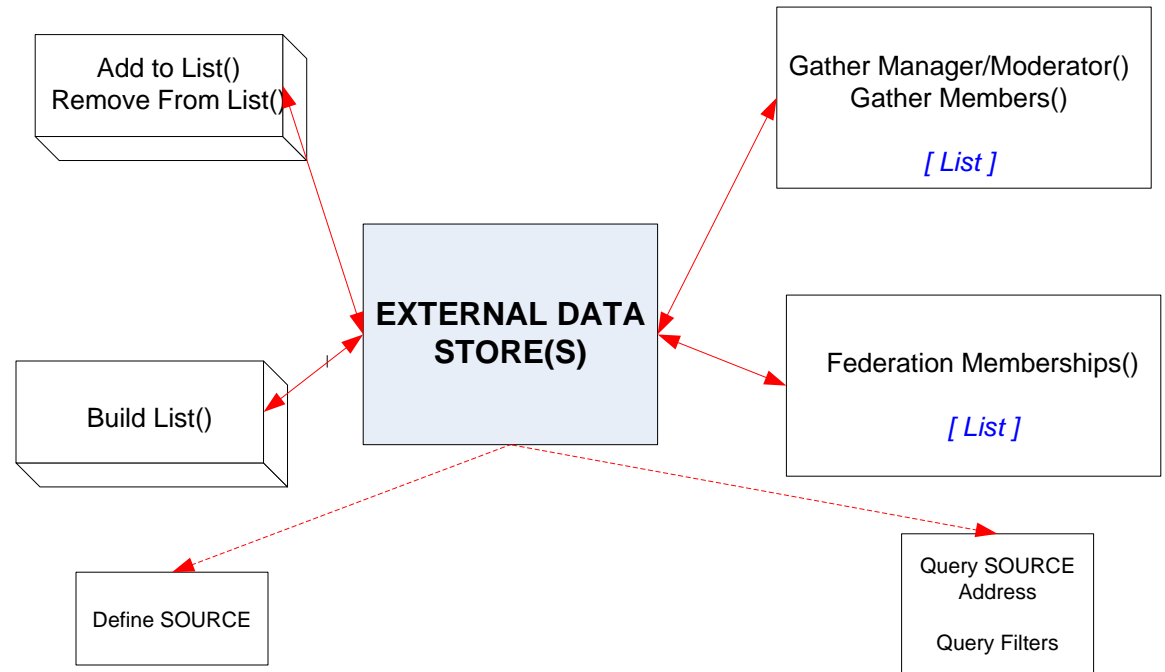 Add to List()
Remove From List()
Gather Manager/Moderator()
Gather Members()
[ List ]
EXTERNAL DATA
STORE(S)
Federation Memberships()
[ List ]
Build List()
Define SOURCE
Query SOURCE
Address
Query Filters